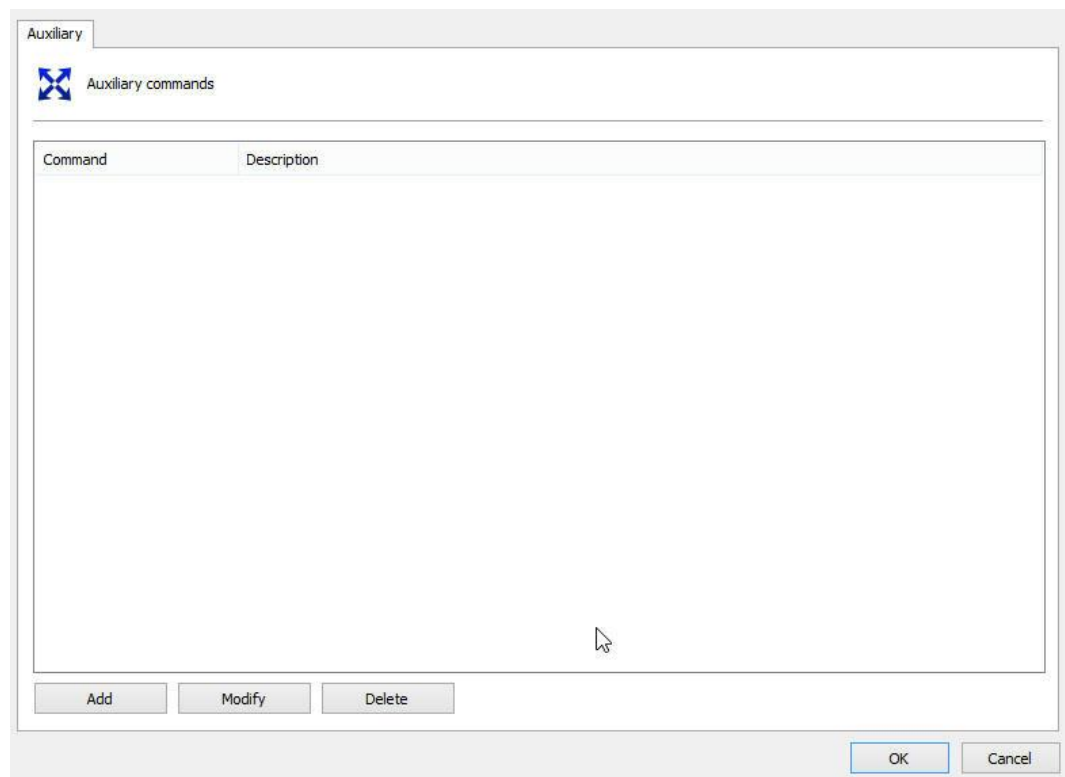 Auxiliary
Auxiliary commands
Command Description
Add Modify Delete
OK Cancel